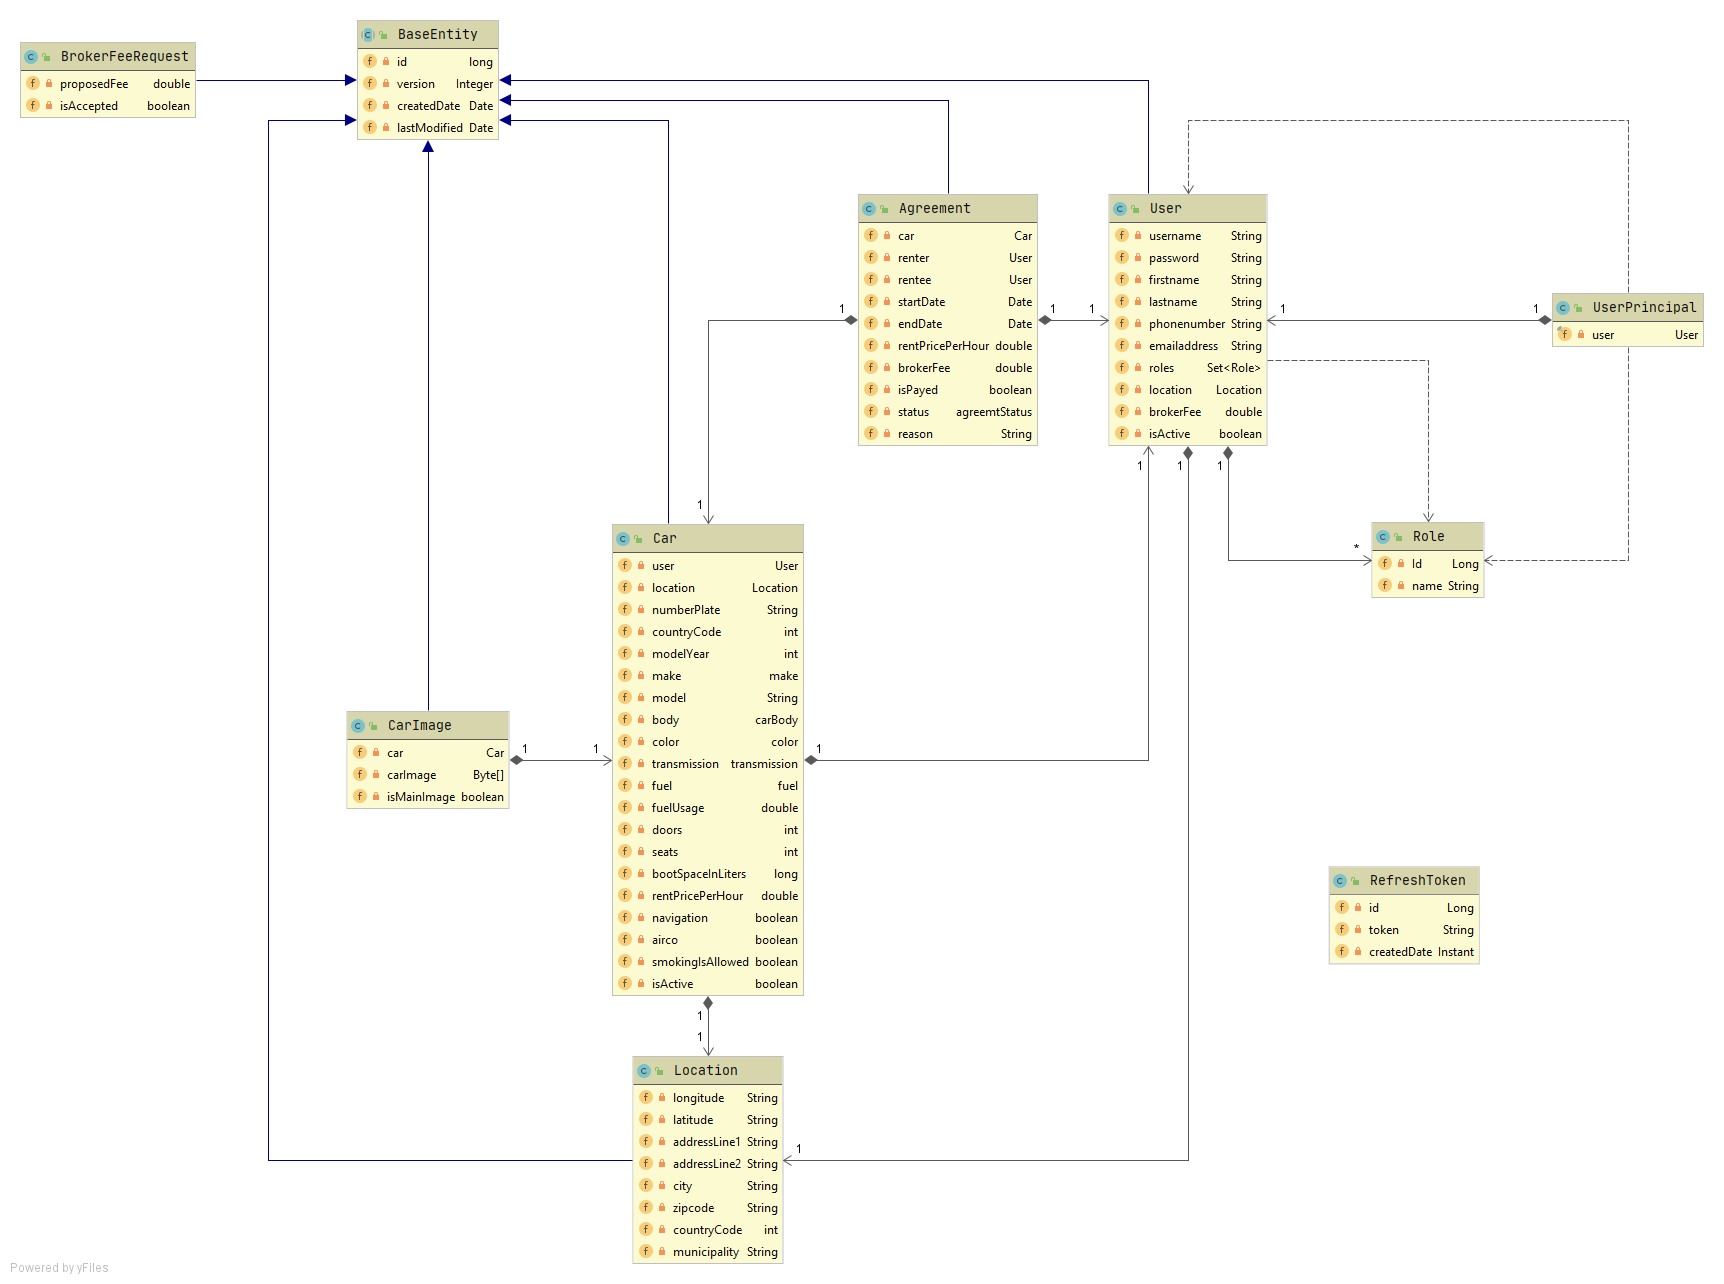 BrokerFeeRequest
proposedFee double
isAccepted boolean
BaseEntity
id long
version Integer
createdDate Date
lastModified Date
Agreement
car Car
renter User
rentee User
startDate Date
endDate Date
rentPricePerHour double
brokerFee double
isPayed boolean
status agreemtStatus
reason String
User
username String
password String
firstname String
lastname String
phonenumber String
emailaddress String
roles Set<Role>
location Location
brokerFee double
isActive boolean
UserPrincipal
user User
1
1
1
1
1
1
1
1
1
1
*
Role
Id Long
name String
Car
user User
location Location
numberPlate String
countryCode int
modelYear int
make make
model String
body carBody
color color
transmission transmission
fuel fuel
fuelUsage double
doors int
seats int
bootSpaceInLiters long
rentPricePerHour double
navigation boolean
airco boolean
smokingIsAllowed boolean
isActive boolean
CarImage
car Car
carImage Byte[]
isMainImage boolean
1
1
1
RefreshToken
id Long
token String
createdDate Instant
1
1
1
Location
longitude String
latitude String
addressLine1 String
addressLine2 String
city String
zipcode String
countryCode int
municipality String
Powered by yFiles